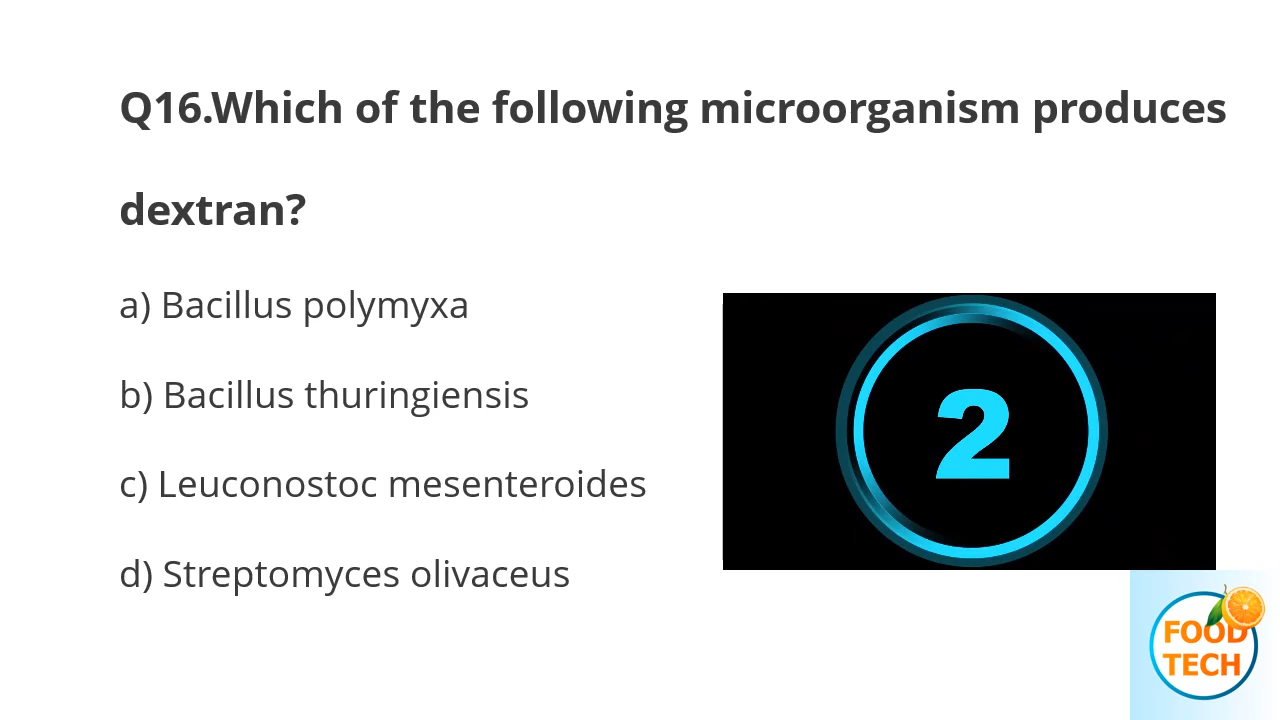 Q16.Which of the following microorganism produces
dextran?
a) Bacillus polymyxa
b) Bacillus thuringiensis
c) Leuconostoc mesenteroides
d) Streptomyces olivaceus
2
FOOD
TECH